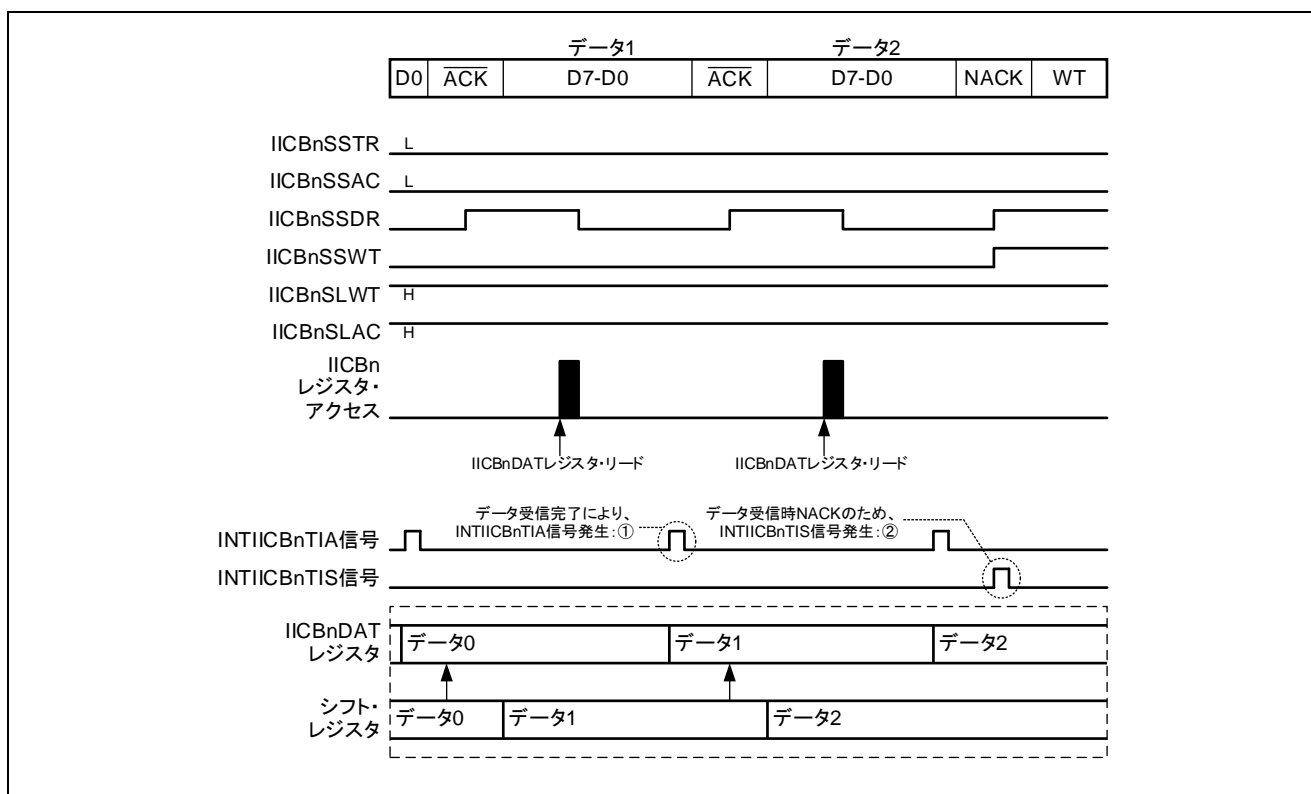 データ1 データ2
D0 ACK D7-D0 ACK D7-D0 NACK WT
IICBnSSTR L
IICBnSSAC L
IICBnSSDR
IICBnSSWT
IICBnSLWT H
IICBnSLAC H
IICBn
レジスタ・
アクセス
IICBnDATレジスタ・リード IICBnDATレジスタ・リード
データ受信完了により、 データ受信時NACKのため、
INTIICBnTIA信号発生:① INTIICBnTIS信号発生:②
INTIICBnTIA信号
INTIICBnTIS信号
IICBnDAT
レジスタ
データ0 データ1 データ2
シフト・
レジスタ
データ0 データ1 データ2